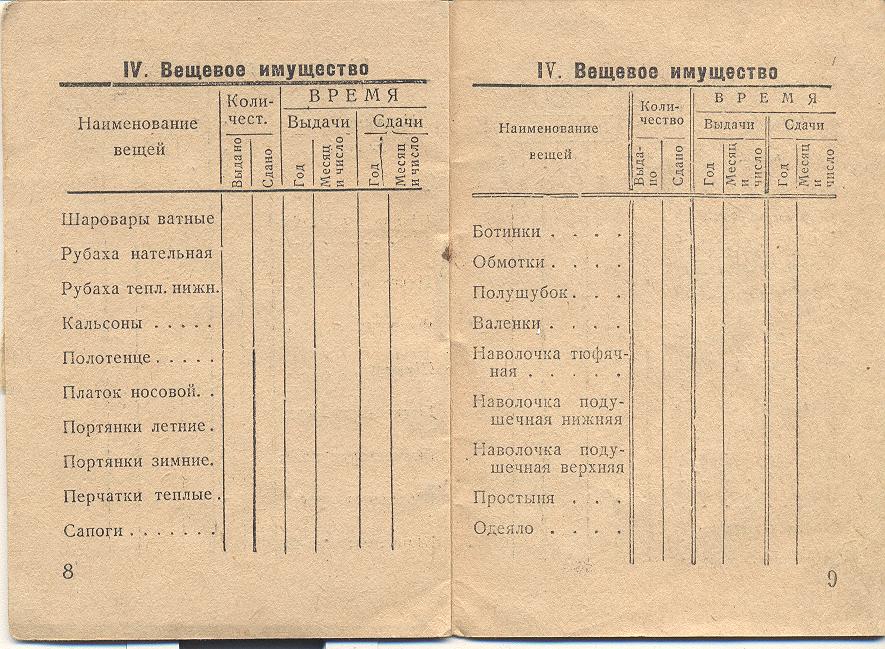 IV. Вещевое имущество
Наименование
вещей
Коли-
чест.
ВРЕМЯ
Выдачи
Сдачи
Выдано
Сдано
Год
Месяц
и число
Год
Месяц
и число
Шаровары ватные
Рубаха нательная
Рубаха тепл. нижн.
Кальсоны . . . . .
Полотенце . . . . .
Платок носовой. .
Портянки летние .
Портянки зимние.
Перчатки теплые .
Сапоги . . . . . . .
8
IV. Вещевое имущество
Наименование
вещей
Коли-
чество
ВРЕМЯ
Выдачи
Сдачи
Выда-
но
Сдано
Год
Месяц
и
число
Год
Месяц
и
число
Ботинки . . . .
Обмотки . . . .
Полушубок . . .
Валенки . . . .
Наволочка тюфяч-
ная . . . . .
Наволочка поду-
шечная нижняя
Наволочка поду-
шечная верхняя
Простыня . . .
Одеяло . . . .
9